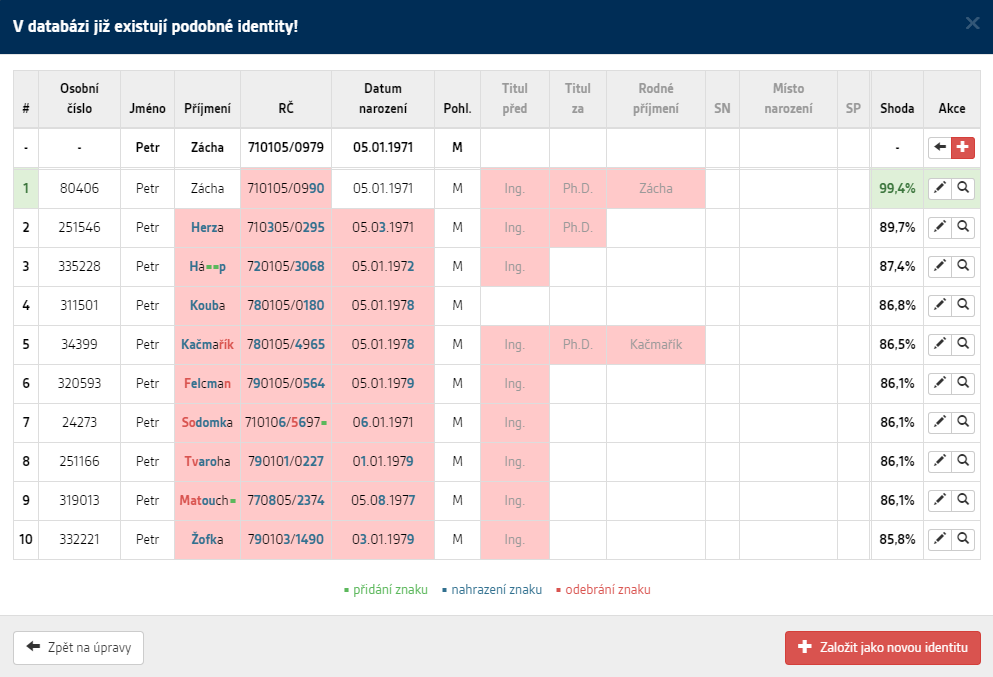 V databázi již existují podobné identity!
×
# Osobní číslo Jméno Příjmení RČ Datum narození Pohl. Titul před Titul za Rodné příjmení SN Místo narození SP Shoda Akce
- - Petr Zácha 710105/0979 05.01.1971 M -
1 80406 Petr Zácha 710105/0990 05.01.1971 M Ing. Ph.D. Zácha 99,4%
2 251546 Petr Herza 710305/0295 05.03.1971 M Ing. Ph.D. 89,7%
3 335228 Petr Há==p 720105/3068 05.01.1972 M Ing. 87,4%
4 311501 Petr Kouba 780105/0180 05.01.1978 M 86,8%
5 34399 Petr Kačmařík 780105/4965 05.01.1978 M Ing. Ph.D. Kačmařík 86,5%
6 320593 Petr Felcman 790105/0564 05.01.1979 M Ing. 86,1%
7 24273 Petr Sodomka 710106/5697= 06.01.1971 M Ing. 86,1%
8 251166 Petr Tvaroha 790101/0227 01.01.1979 M Ing. 86,1%
9 319013 Petr Matouch= 770805/2374 05.08.1977 M Ing. 86,1%
10 332221 Petr Žofka 790103/1490 03.01.1979 M Ing. 85,8%
přidání znaku nahrazení znaku odebrání znaku
Zpět na úpravy Založit jako novou identitu